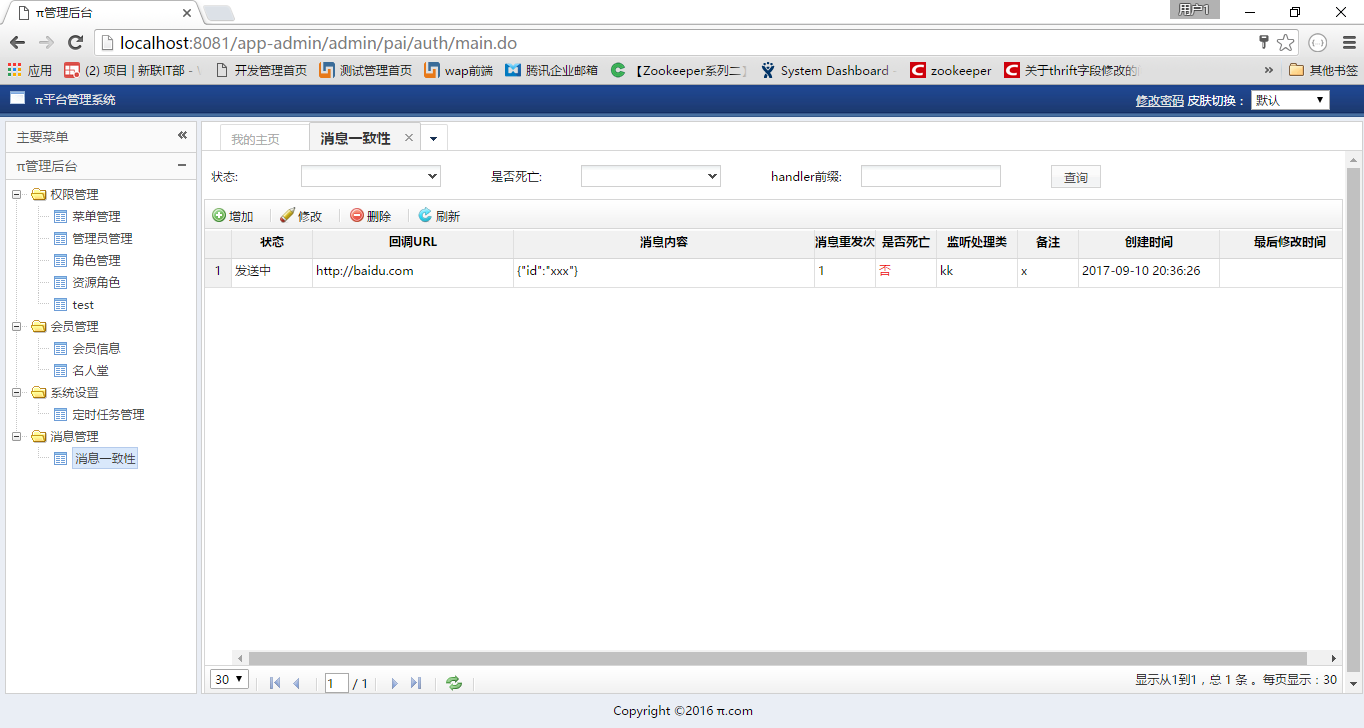 π管理后台
用户1
localhost:8081/app-admin/admin/pai/auth/main.do
应用 (2) 项目 | 新联IT部 - 开发管理首页 测试管理首页 wap前端 腾讯企业邮箱 【Zookeeper系列二】 System Dashboard zookeeper 关于thrift字段修改的 » 其他书签
π平台管理系统 修改密码 皮肤切换： 默认
主要菜单
π管理后台
权限管理
菜单管理
管理员管理
角色管理
资源角色
test
会员管理
会员信息
名人堂
系统设置
定时任务管理
消息管理
消息一致性
我的主页 消息一致性
状态: 是否死亡: handler前缀: 查询
增加 修改 删除 刷新
状态 回调URL 消息内容 消息重发次 是否死亡 监听处理类 备注 创建时间 最后修改时间
1 发送中 http://baidu.com {"id":"xxx"} 1 否 kk x 2017-09-10 20:36:26
30 1 / 1 显示从1到1，总 1 条 。每页显示：30
Copyright ©2016 π.com